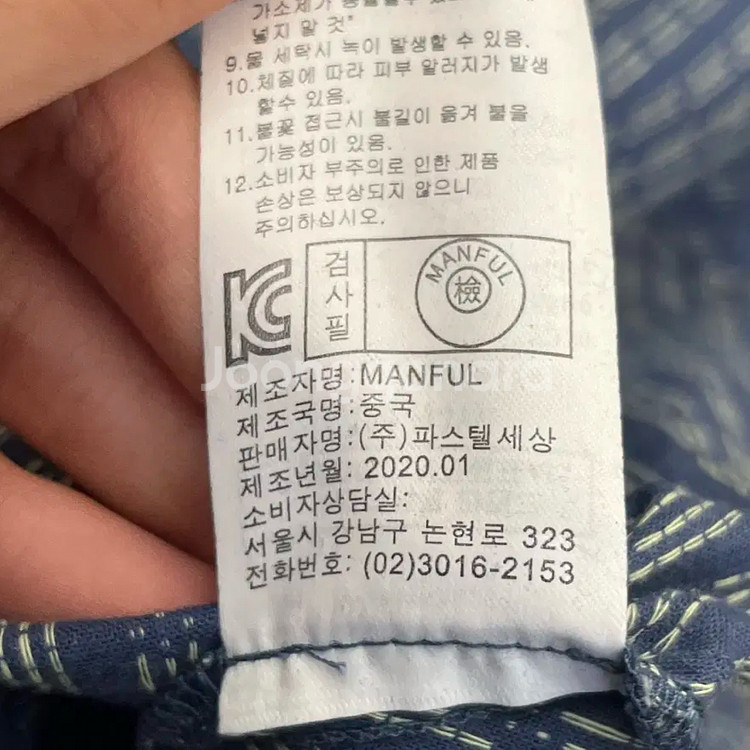 넣지 말 것"
9.물 세탁시 녹이 발생할 수 있음.
10.체질에 따라 피부 알러지가 발생
할수 있음.
11.불꽃 접근시 불길이 옮겨 붙을
가능성이 있음.
12.소비자 부주의로 인한 제품
손상은 보상되지 않으니
주의하십시오.
KC
검사필
MANFUL
檢
제조자명:MANFUL
제조국명:중국
판매자명:(주)파스텔세상
제조년월: 2020.01
소비자상담실:
서울시 강남구 논현로 323
전화번호: (02)3016-2153